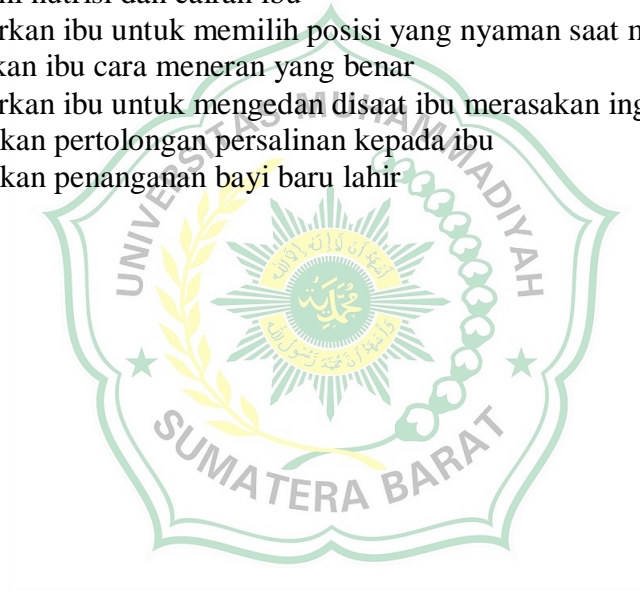 rkan ibu untuk memilih posisi yang nyaman saat
kan ibu cara meneran yang benar
rkan ibu untuk mengedan disaat ibu merasakan
kan pertolongan persalinan kepada ibu
kan penanganan bayi baru lahir
UNIVERSITAS MUHAMMADIYAH
SUMATERA BARAT